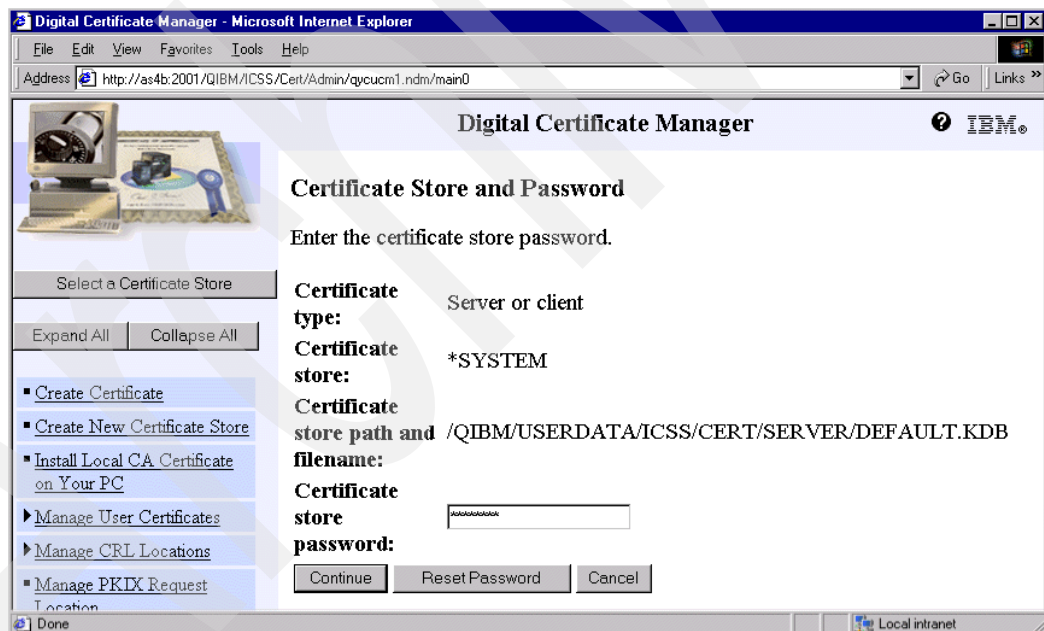 Digital Certificate Manager - Microsoft Internet Explorer
File Edit View Favorites Tools Help
Address http://as4b:2001/QIBM/ICSS/Cert/Admin/qycucm1.ndm/main0 Go Links »
Digital Certificate Manager
IBM®
Select a Certificate Store
Expand All Collapse All
Create Certificate
Create New Certificate Store
Install Local CA Certificate
on Your PC
Manage User Certificates
Manage CRL Locations
Manage PKIX Request
Location
Certificate Store and Password
Enter the certificate store password.
Certificate
type:
Server or client
Certificate
store:
*SYSTEM
Certificate
store path and
filename:
/QIBM/USERDATA/ICSS/CERT/SERVER/DEFAULT.KDB
Certificate
store
password:
Continue Reset Password Cancel
Done Local intranet